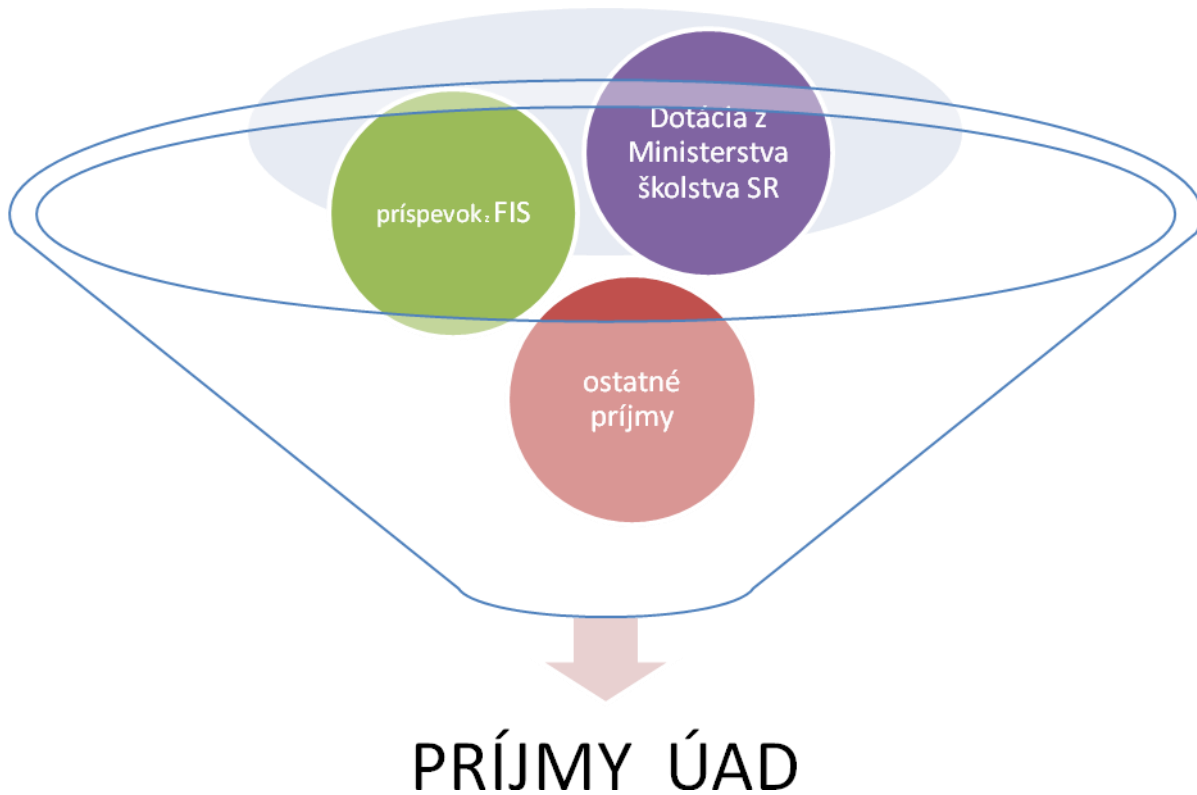 Dotácia z
Ministerstva
školstva SR
príspevok z FIS
ostatné
príjmy
PRÍJMY ÚAD